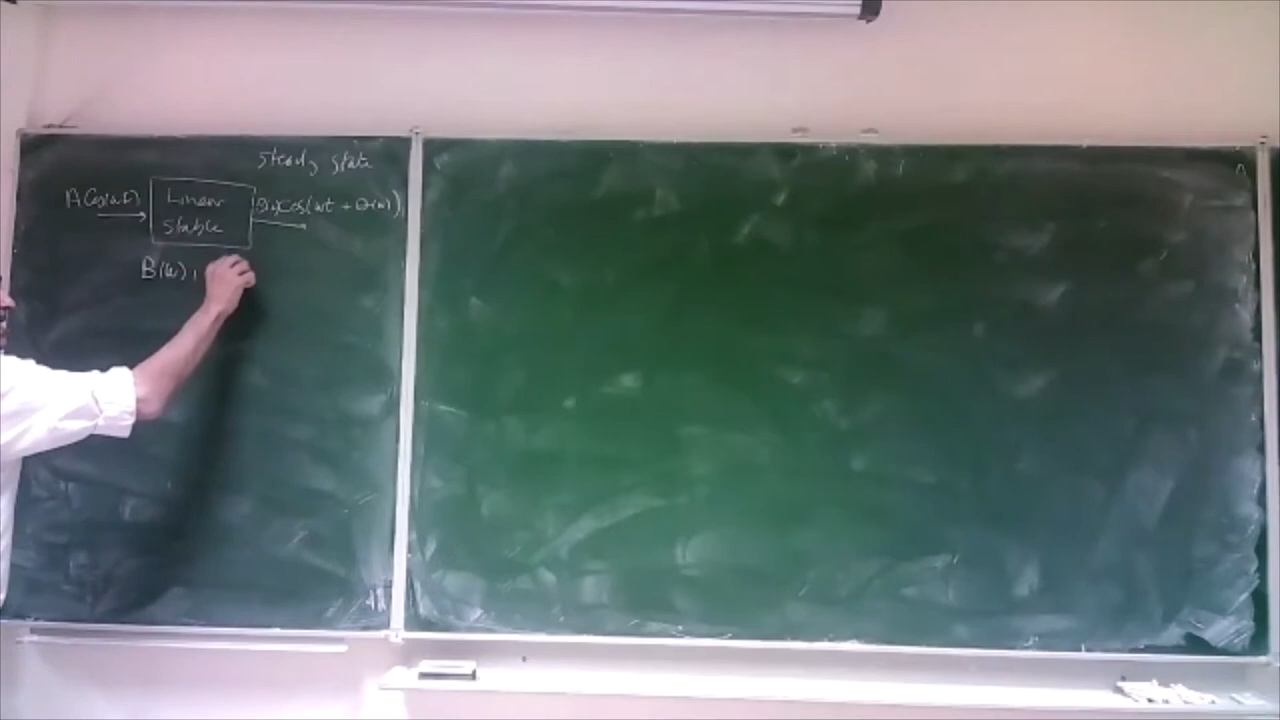 Steady state
A Cos(ωt)
Linear
Stable
B(ω)Cos(ωt + Θ(ω))
B(ω),